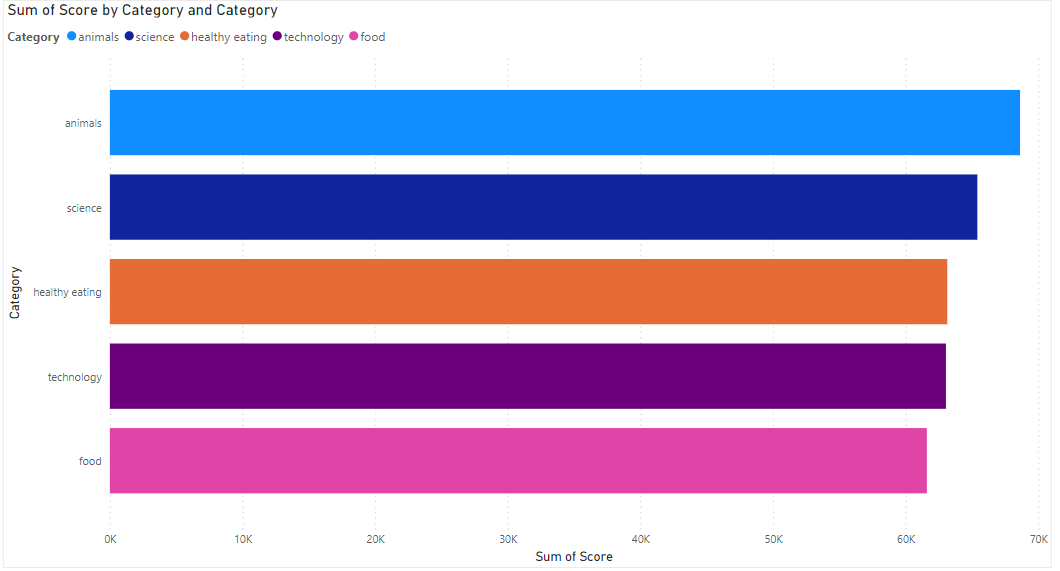 Sum of Score by Category and Category
Category animals science healthy eating technology food
animals
science
healthy eating
technology
food
Category
0K 10K 20K 30K 40K 50K 60K 70K
Sum of Score